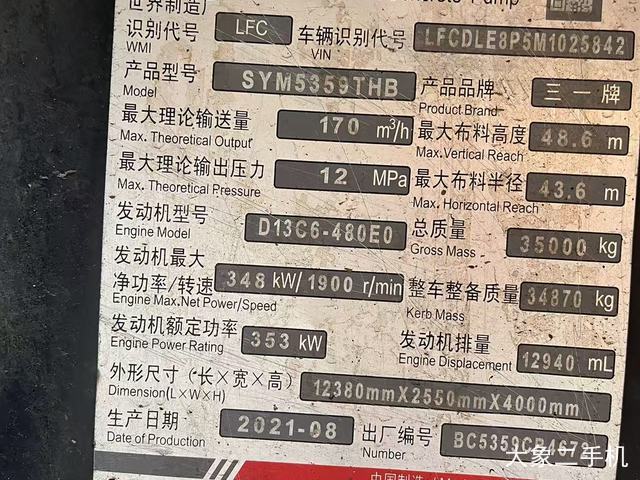 世界制造厂
Concrete Pump
识别代号 LFC 车辆识别代号 LFCDLE8P5M1025842
WMI VIN
产品型号 SYM5359THB 产品品牌 三一牌
Model Product Brand
最大理论输送量 170 m³/h 最大布料高度 48.6 m
Max. Theoretical Output Max.Vertical Reach
最大理论输出压力 12 MPa 最大布料半径 43.6 m
Max. Theoretical Pressure Max. Horizontal Reach
发动机型号 D13C6-480E0 总质量 35000 kg
Engine Model Gross Mass
发动机最大
净功率/转速 348 kW/ 1900 r/min 整车整备质量 34870 kg
Engine Max.Net Power/Speed Kerb Mass
发动机额定功率 353 kW 发动机排量 12940 mL
Engine Power Rating Engine Displacement
外形尺寸（长×宽×高） 12380mmX2550mmX4000mm
Dimension(L×W×H)
生产日期 2021-08 出厂编号 BC5359CB4678
Date of Production Number
大象二手机
中国制造